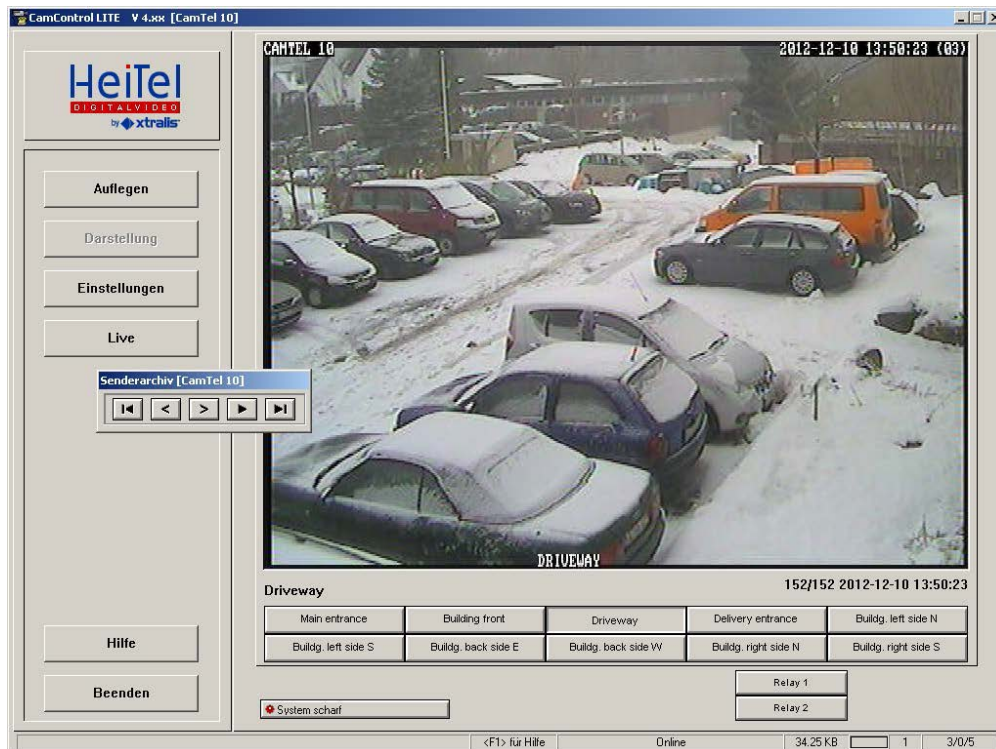 CamControl LITE V 4.xx [CamTel 10]
HeiTel
DIGITALVIDEO
by xtralis
Auflegen
Darstellung
Einstellungen
Live
Senderarchiv [CamTel 10]
Hilfe
Beenden
CAMTEL 10 2012-12-10 13:50:23 (03)
DRIVEWAY
Driveway 152/152 2012-12-10 13:50:23
Main entrance Building front Driveway Delivery entrance Buildg. left side N
Buildg. left side S Buildg. back side E Buildg. back side W Buildg. right side N Buildg. right side S
Relay 1
System scharf Relay 2
<F1> für Hilfe Online 34.25 KB 1 3/0/5